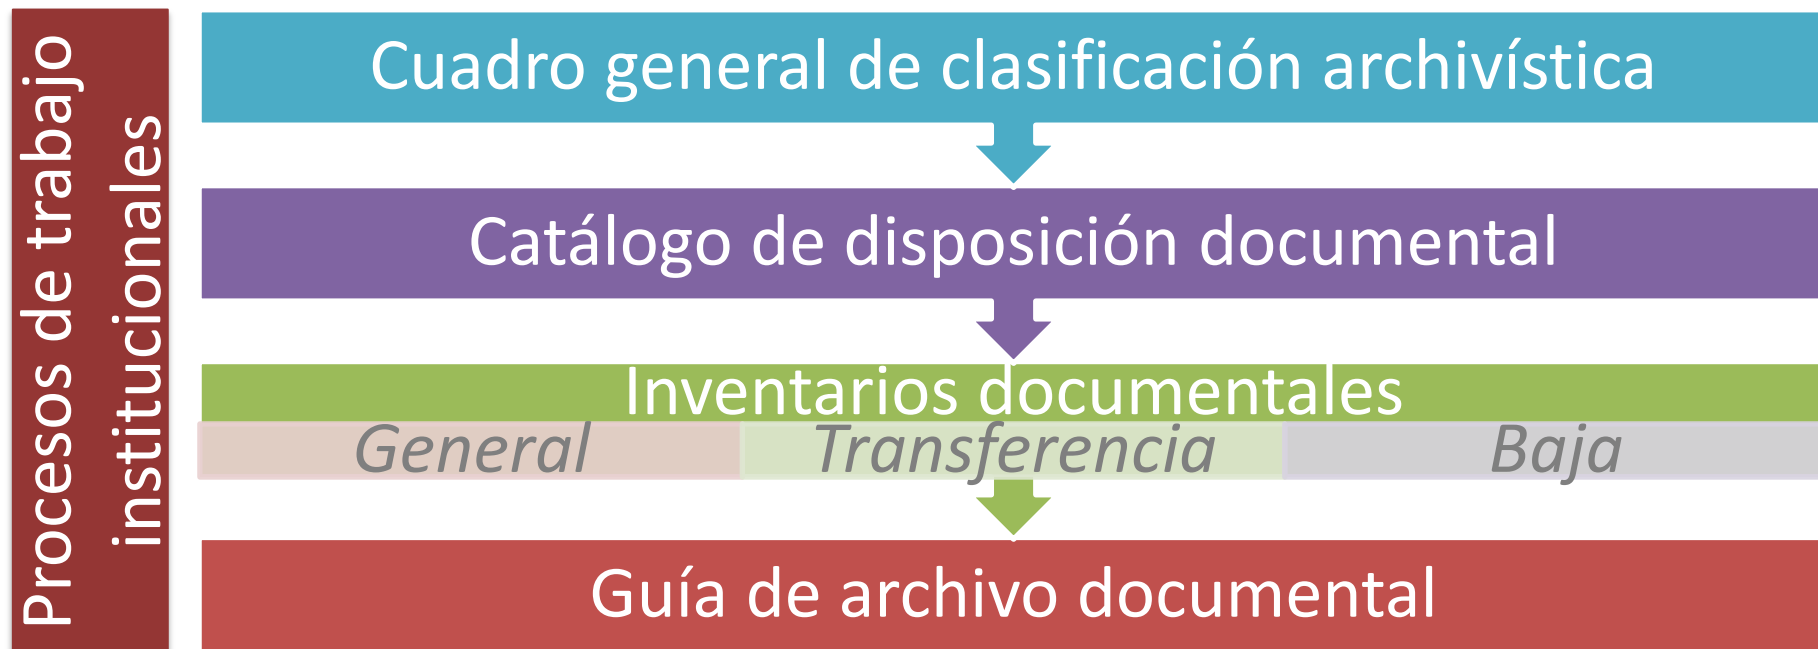 Procesos de trabajo
institucionales
Cuadro general de clasificación archivística
Catálogo de disposición documental
Inventarios documentales
General
Transferencia
Baja
Guía de archivo documental